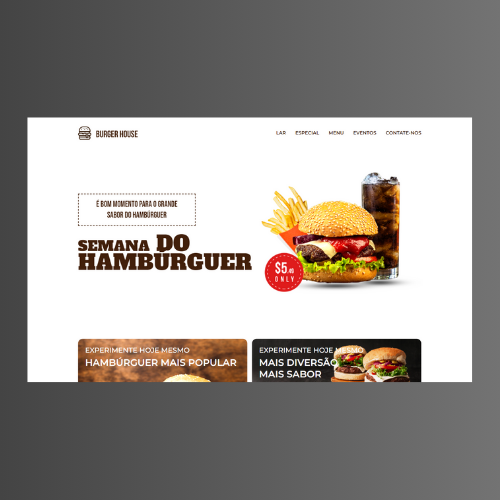 BURGER HOUSE
LAR ESPECIAL MENU EVENTOS CONTATE-NOS
É BOM MOMENTO PARA O GRANDE
SABOR DO HAMBÚRGUER
SEMANA DO
HAMBÚRGUER
$5.49
ONLY
EXPERIMENTE HOJE MESMO
HAMBÚRGUER MAIS POPULAR
EXPERIMENTE HOJE MESMO
MAIS DIVERSÃO
MAIS SABOR